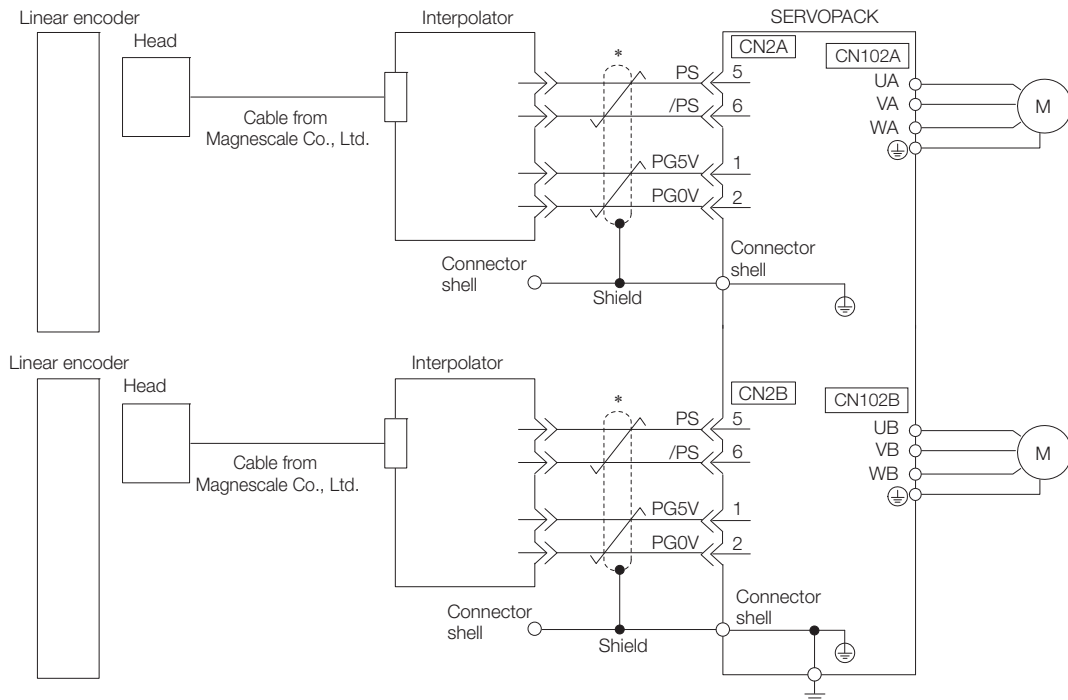 Linear encoder
Head
Interpolator
SERVOPACK
Cable from
Magnescale Co., Ltd.
*
CN2A
CN102A
PS
5
/PS
6
PG5V
1
PG0V
2
UA
VA
WA
M
Connector
shell
Shield
Connector
shell
Linear encoder
Head
Interpolator
Cable from
Magnescale Co., Ltd.
*
CN2B
CN102B
PS
5
/PS
6
PG5V
1
PG0V
2
UB
VB
WB
M
Connector
shell
Shield
Connector
shell